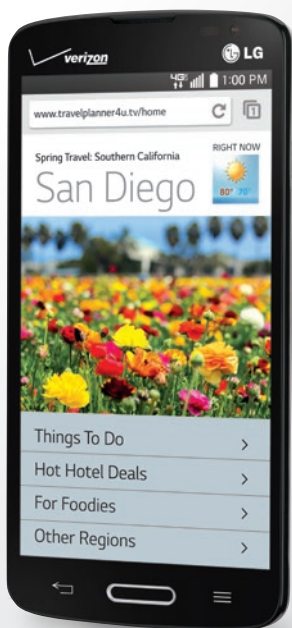 verizon
LG
4G 1:00 PM
www.travelplanner4u.tv/home
1
Spring Travel: Southern California
RIGHT NOW
San Diego
80° 70°
Things To Do
Hot Hotel Deals
For Foodies
Other Regions